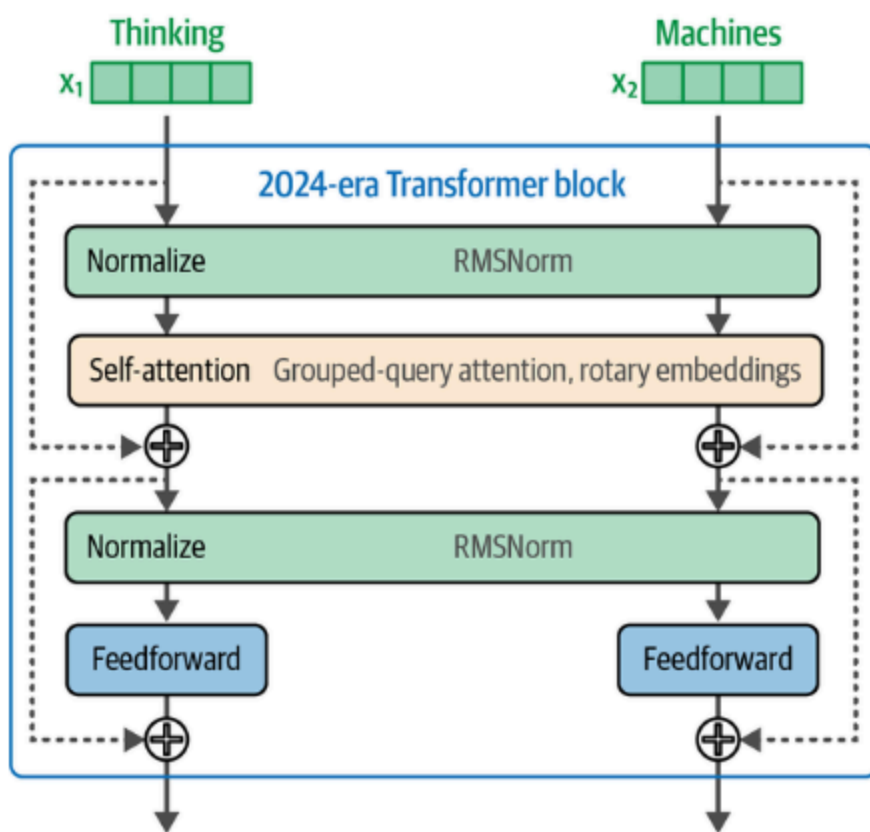 Thinking Machines
x₁ x₂
2024-era Transformer block
Normalize RMSNorm
Self-attention Grouped-query attention, rotary embeddings
Normalize RMSNorm
Feedforward Feedforward